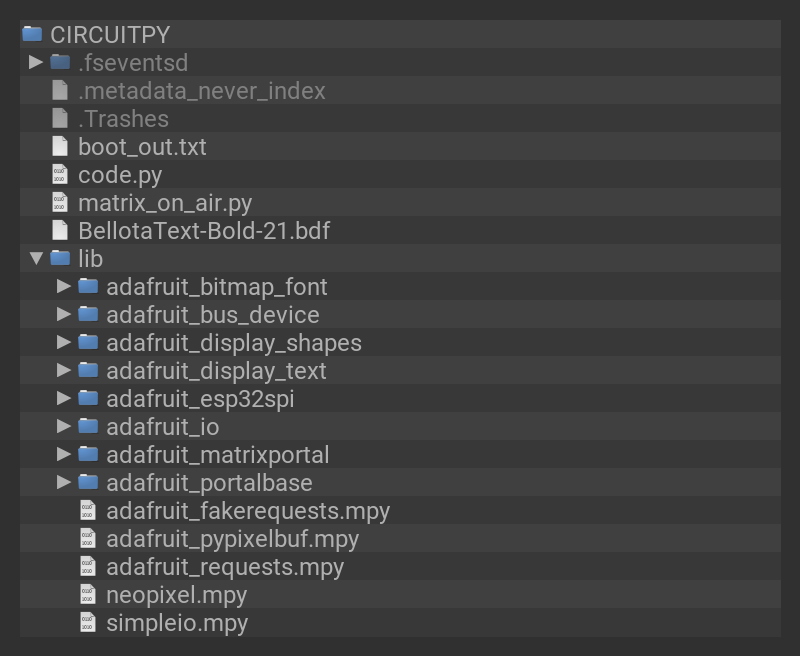 CIRCUITPY
.fseventsd
.metadata_never_index
.Trashes
boot_out.txt
code.py
matrix_on_air.py
BellotaText-Bold-21.bdf
lib
adafruit_bitmap_font
adafruit_bus_device
adafruit_display_shapes
adafruit_display_text
adafruit_esp32spi
adafruit_io
adafruit_matrixportal
adafruit_portalbase
adafruit_fakerequests.mpy
adafruit_pypixelbuf.mpy
adafruit_requests.mpy
neopixel.mpy
simpleio.mpy